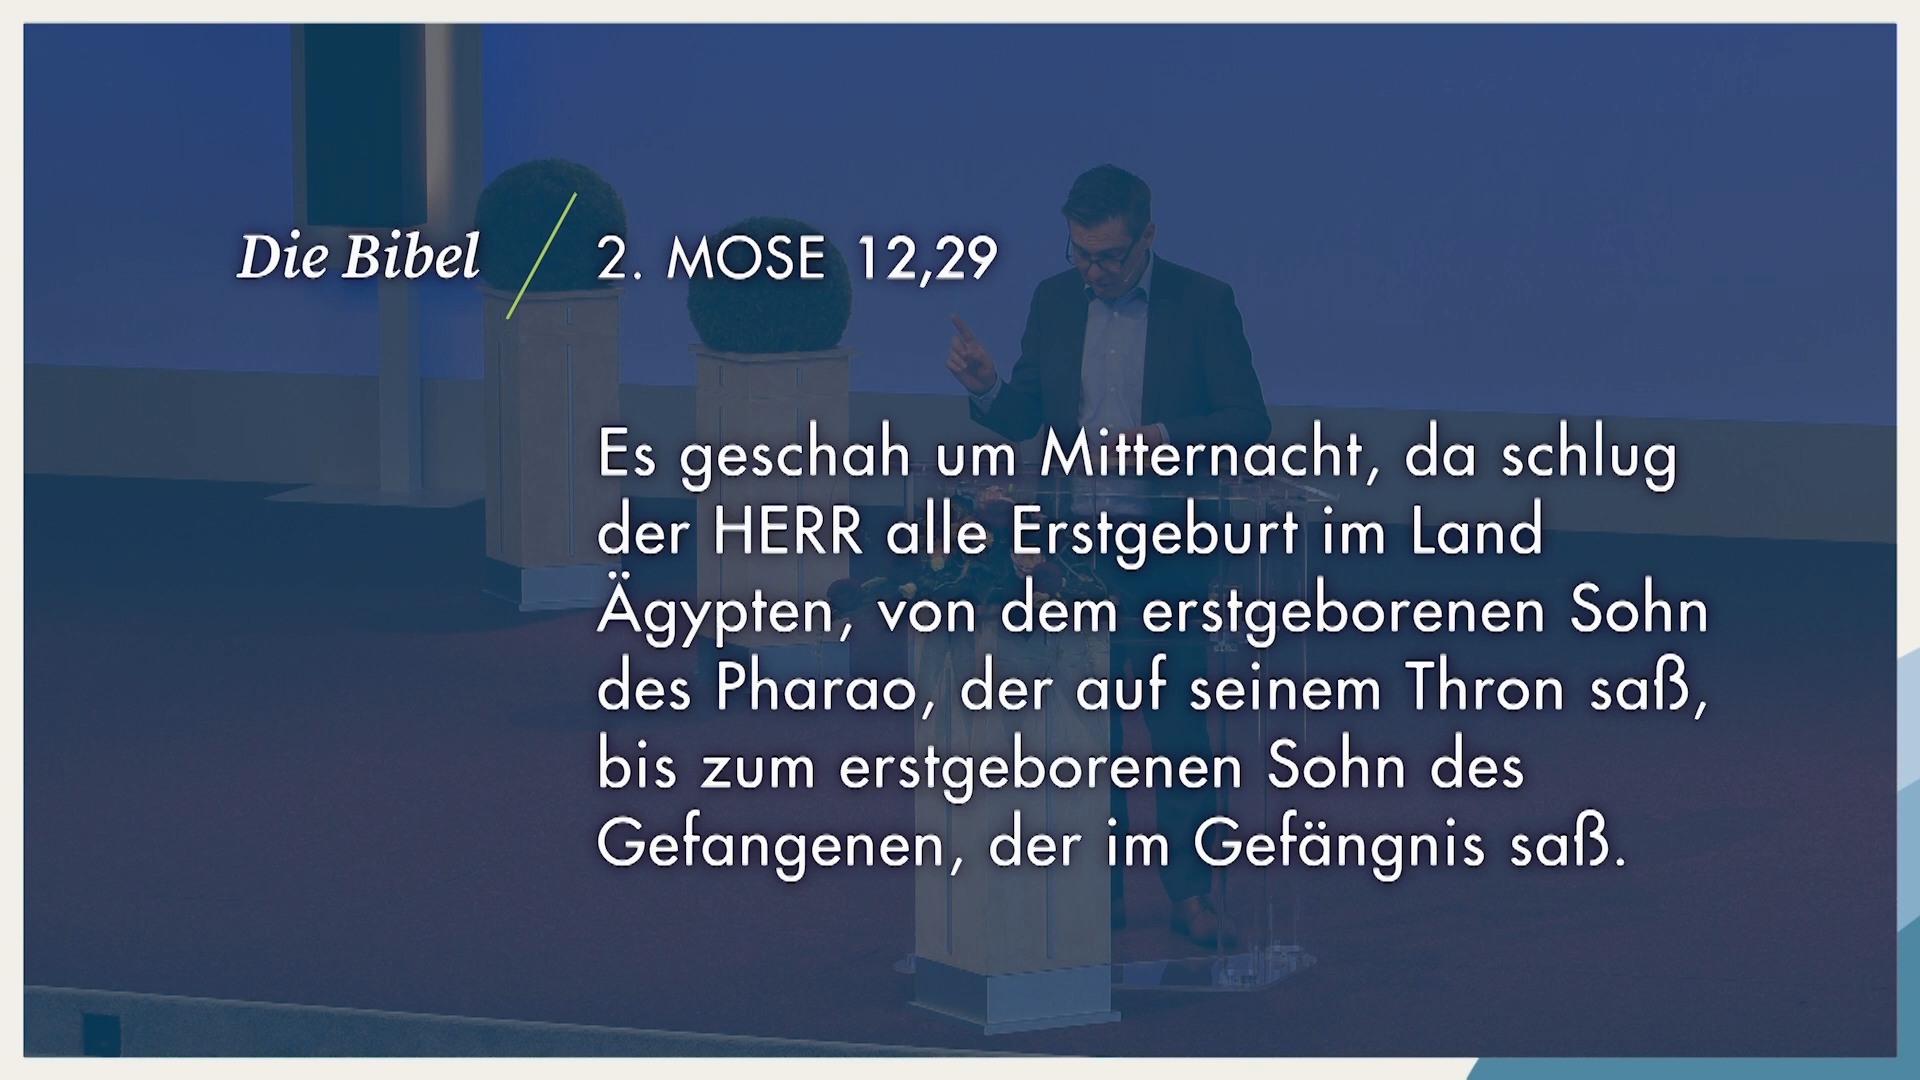 Die Bibel / 2. MOSE 12,29
Es geschah um Mitternacht, da schlug
der HERR alle Erstgeburt im Land
Ägypten, von dem erstgeborenen Sohn
des Pharao, der auf seinem Thron saß,
bis zum erstgeborenen Sohn des
Gefangenen, der im Gefängnis saß.